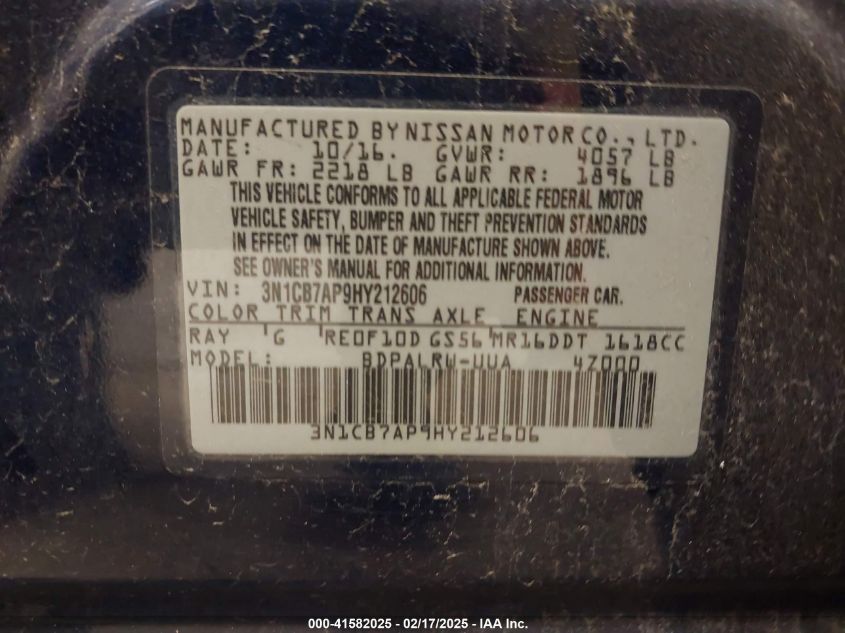 MANUFACTURED BY NISSAN MOTOR CO., LTD.
DATE: 10/16. GVWR: 4057 LB
GAWR FR: 2218 LB GAWR RR: 1896 LB
THIS VEHICLE CONFORMS TO ALL APPLICABLE FEDERAL MOTOR
VEHICLE SAFETY, BUMPER AND THEFT PREVENTION STANDARDS
IN EFFECT ON THE DATE OF MANUFACTURE SHOWN ABOVE.
SEE OWNER'S MANUAL FOR ADDITIONAL INFORMATION.
VIN: 3N1CB7AP9HY212606 PASSENGER CAR.
COLOR TRIM TRANS AXLE ENGINE
RAY G RE0F10D GS56 MR16DDT 1618CC
MODEL: BDPALRW-UUA 4Z000
3N1CB7AP9HY212606
000-41582025 - 02/17/2025 - IAA Inc.